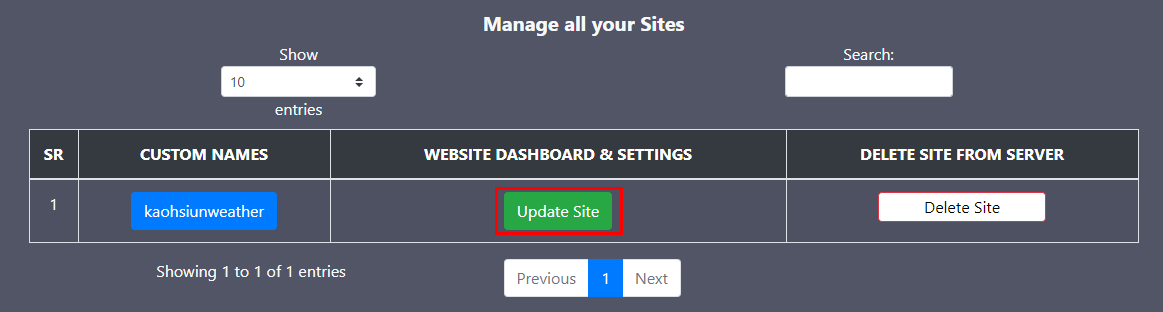 Manage all your Sites
Show
10
entries
Search:
SR CUSTOM NAMES WEBSITE DASHBOARD & SETTINGS DELETE SITE FROM SERVER
1 kaohsiunweather Update Site Delete Site
Showing 1 to 1 of 1 entries Previous 1 Next